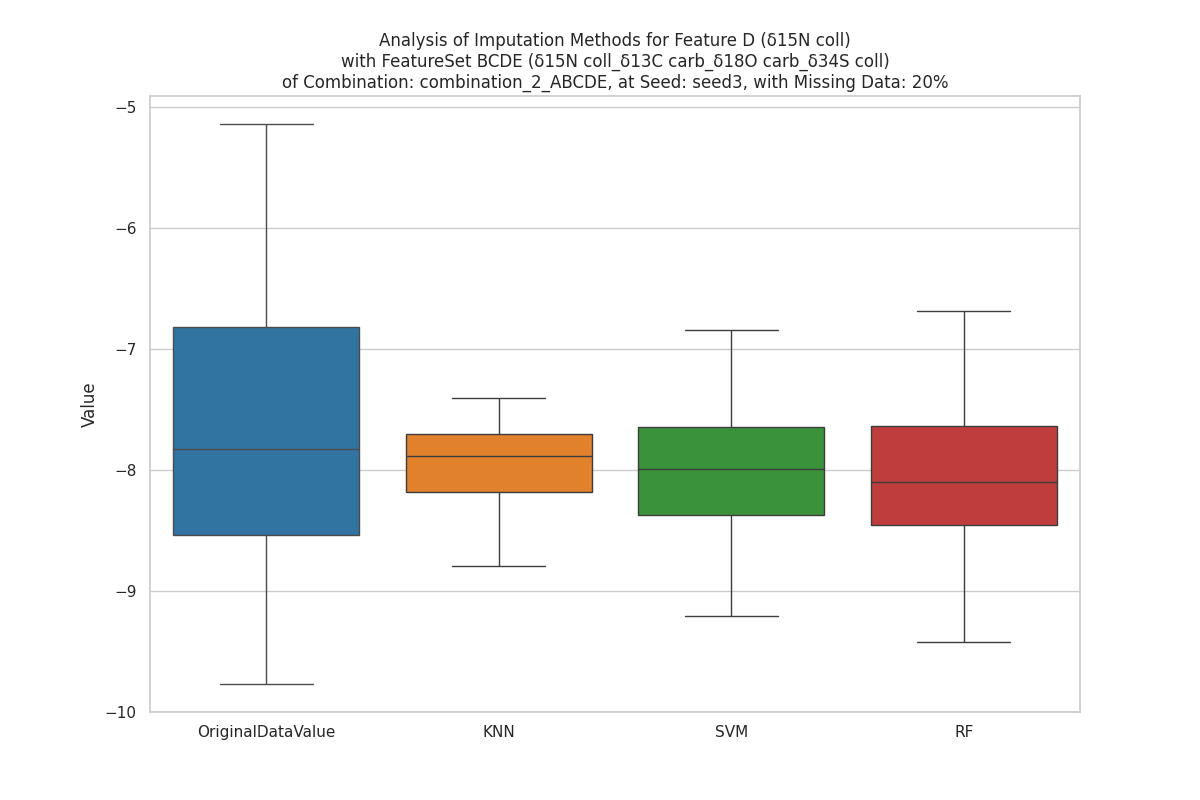 Analysis of Imputation Methods for Feature D (δ15N coll)
with FeatureSet BCDE (δ15N coll_δ13C carb_δ18O carb_δ34S coll)
of Combination: combination_2_ABCDE, at Seed: seed3, with Missing Data: 20%
−5
−6
−7
−8
−9
−10
Value
OriginalDataValue
KNN
SVM
RF